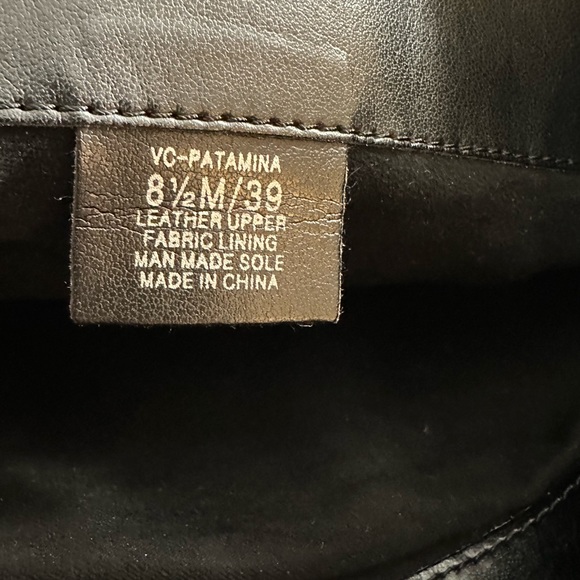 VC-PATAMINA
8½M/39
LEATHER UPPER
FABRIC LINING
MAN MADE SOLE
MADE IN CHINA